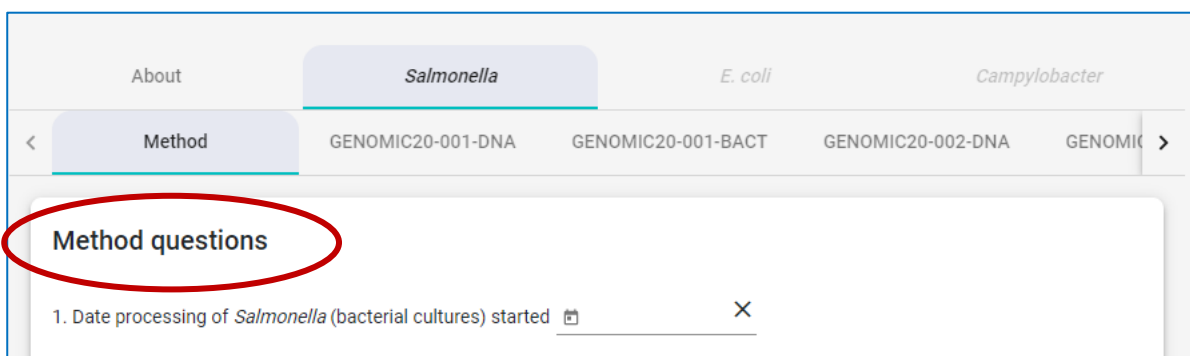 About Salmonella E. coli Campylobacter
Method GENOMIC20-001-DNA GENOMIC20-001-BACT GENOMIC20-002-DNA
Method questions
1. Date processing of Salmonella (bacterial cultures) started